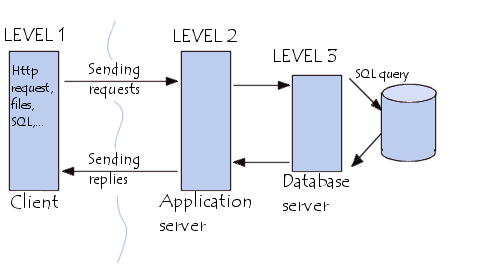 LEVEL 1
LEVEL 2
LEVEL 3
Http
request,
files,
SQL,...
Sending
requests
SQL query
Sending
replies
Client
Application
server
Database
server